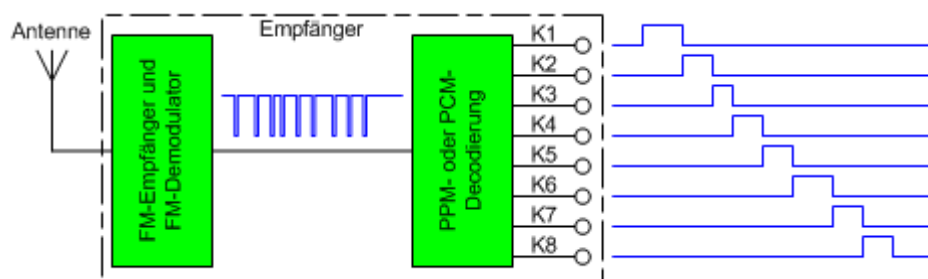 Antenne
Empfänger
FM-Empfänger und
FM-Demodulator
PPM- oder PCM-
Decodierung
K1
K2
K3
K4
K5
K6
K7
K8